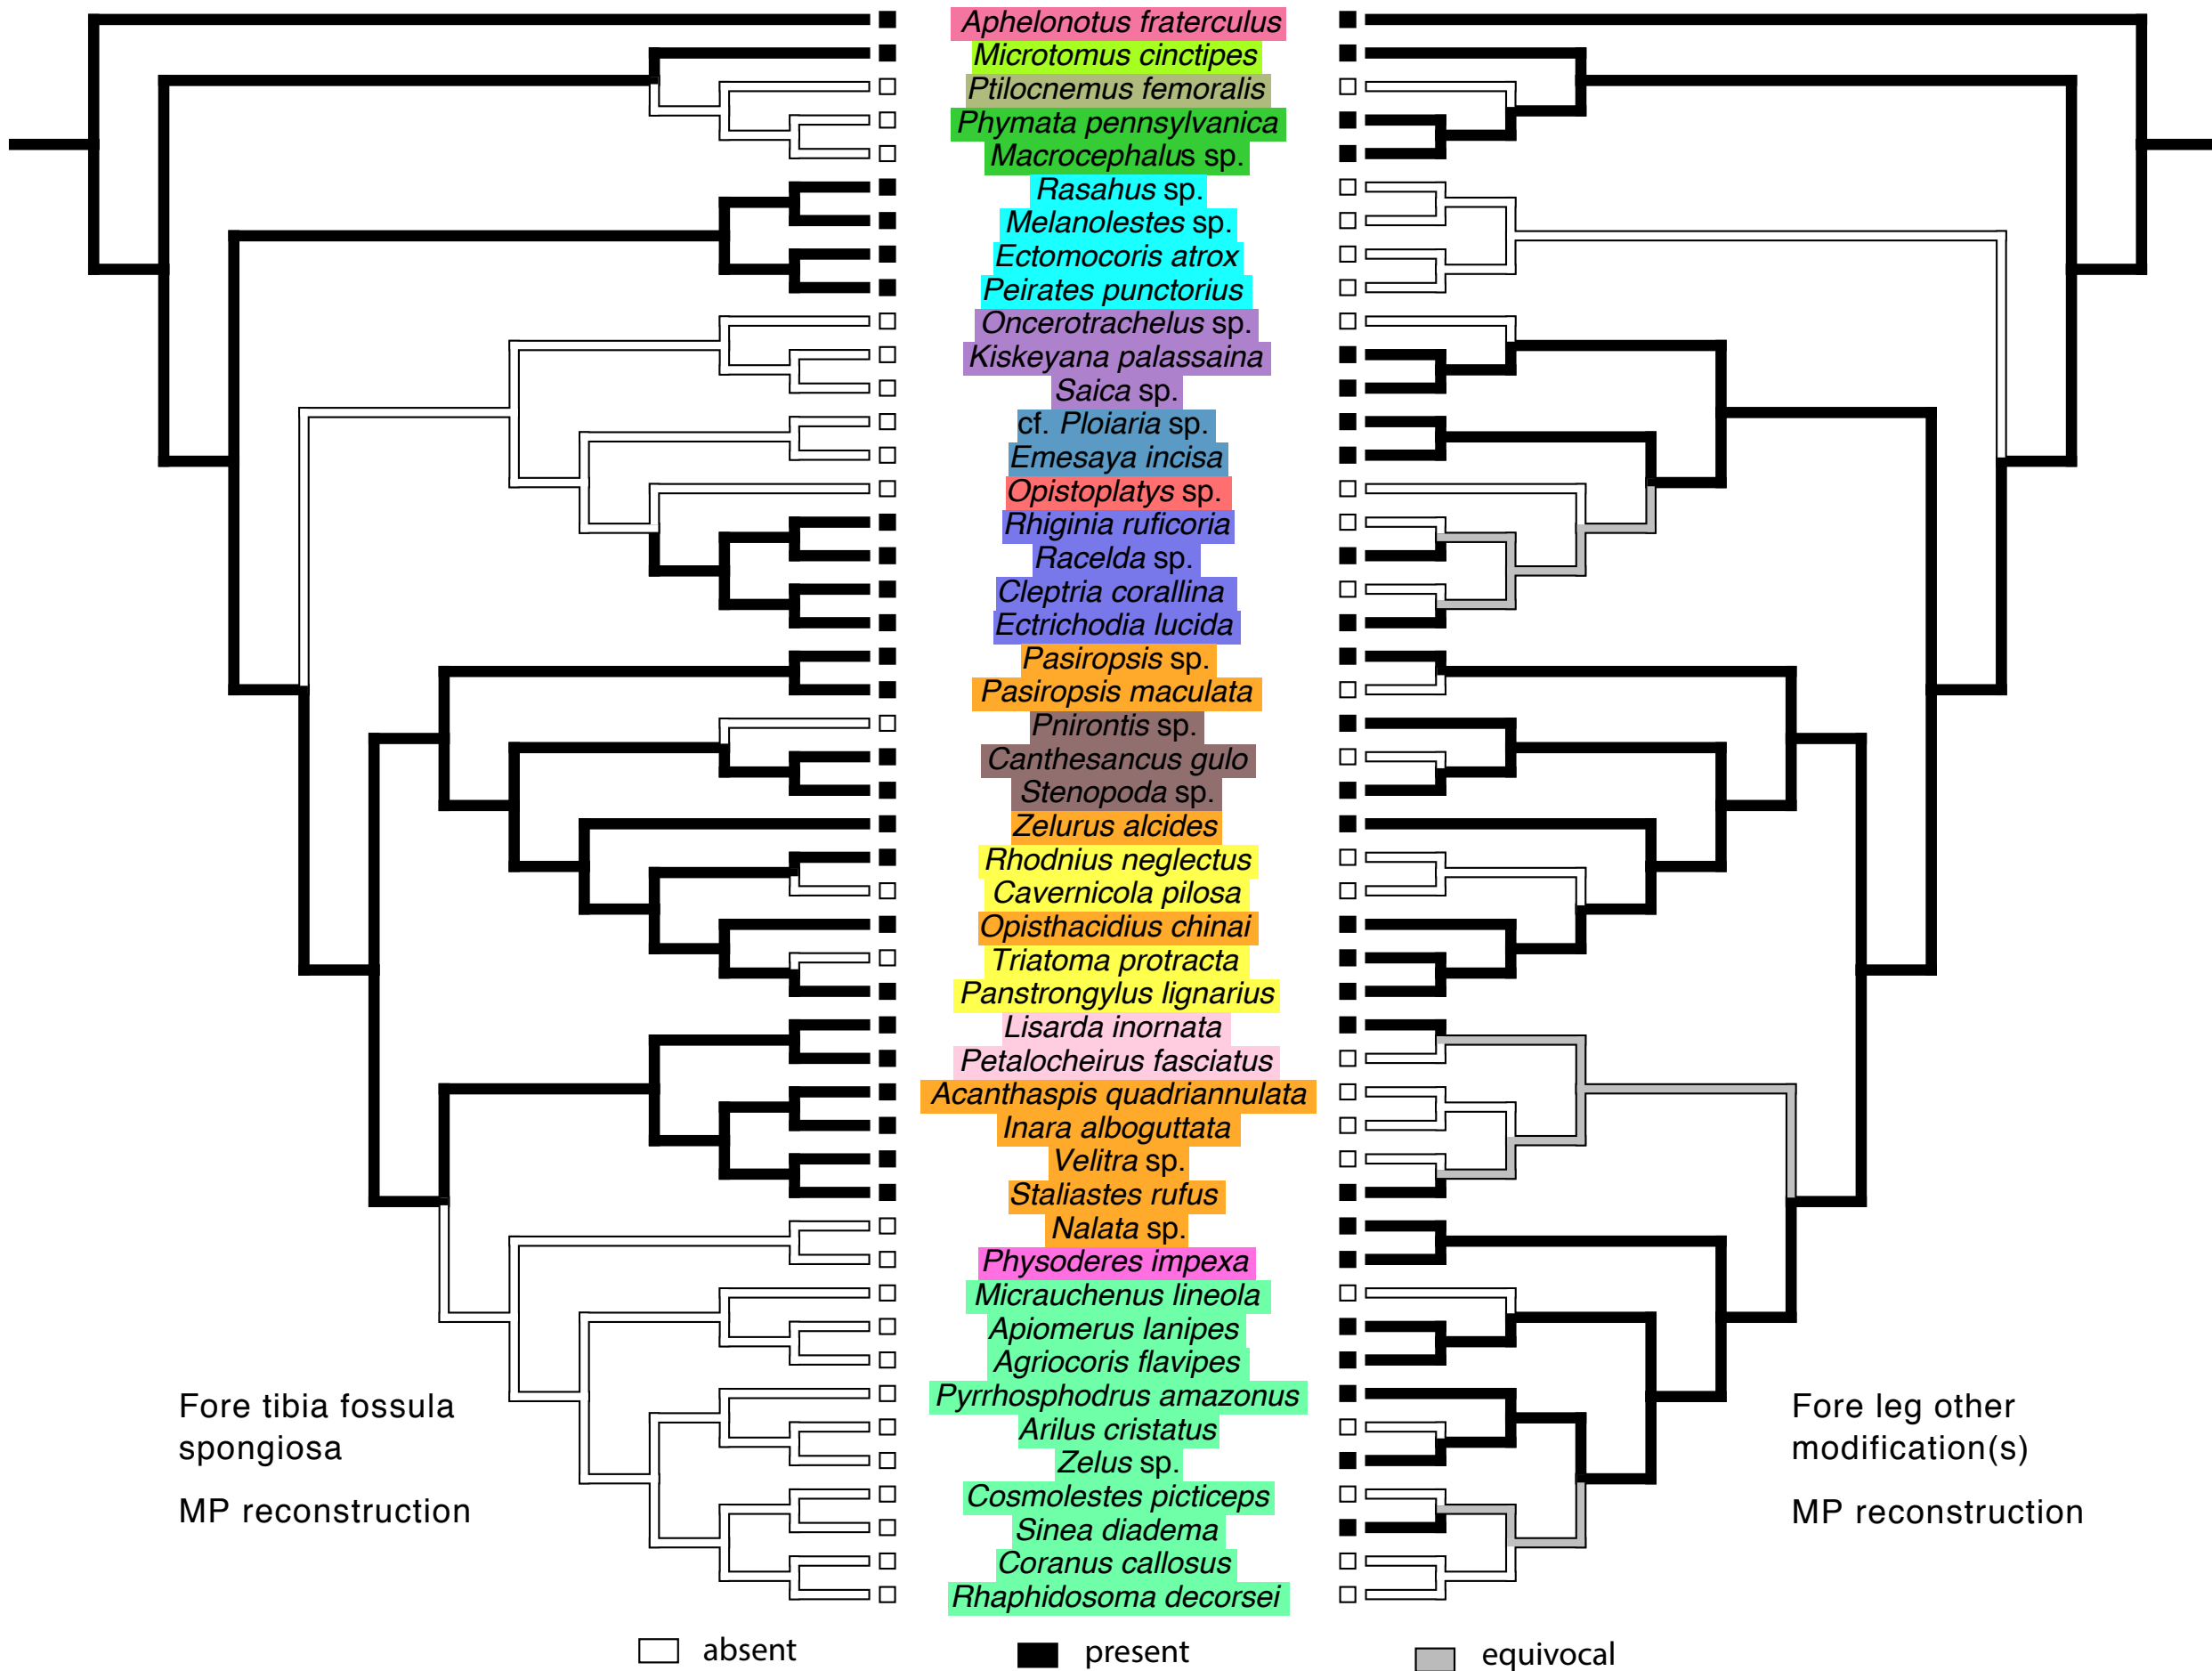 Aphelonotus fraterculus
Microtomus cinctipes
Ptilocnemus femoralis
Phymata pennsylvanica
Macrocephalus sp.
Rasahus sp.
Melanolestes sp.
Ectomocoris atrox
Peirates punctorius
Oncerotrachelus sp.
Kiskeyana palassaina
Saica sp.
cf. Ploiaria sp.
Emesaya incisa
Opistoplatys sp.
Rhiginia ruficoria
Racelda sp.
Cleptria corallina
Ectrichodia lucida
Pasiropsis sp.
Pasiropsis maculata
Pnirontis sp.
Canthesancus gulo
Stenopoda sp.
Zelurus alcides
Rhodnius neglectus
Cavernicola pilosa
Opisthacidius chinai
Triatoma protracta
Panstrongylus lignarius
Lisarda inornata
Petalocheirus fasciatus
Acanthaspis quadriannulata
Inara alboguttata
Velitra sp.
Staliastes rufus
Nalata sp.
Physoderes impexa
Micrauchenus lineola
Apiomerus lanipes
Agriocoris flavipes
Pyrrhosphodrus amazonus
Arilus cristatus
Zelus sp.
Cosmolestes picticeps
Sinea diadema
Coranus callosus
Rhaphidosoma decorsei
Fore tibia fossula
spongiosa
MP reconstruction
Fore leg other
modification(s)
MP reconstruction
absent
present
equivocal